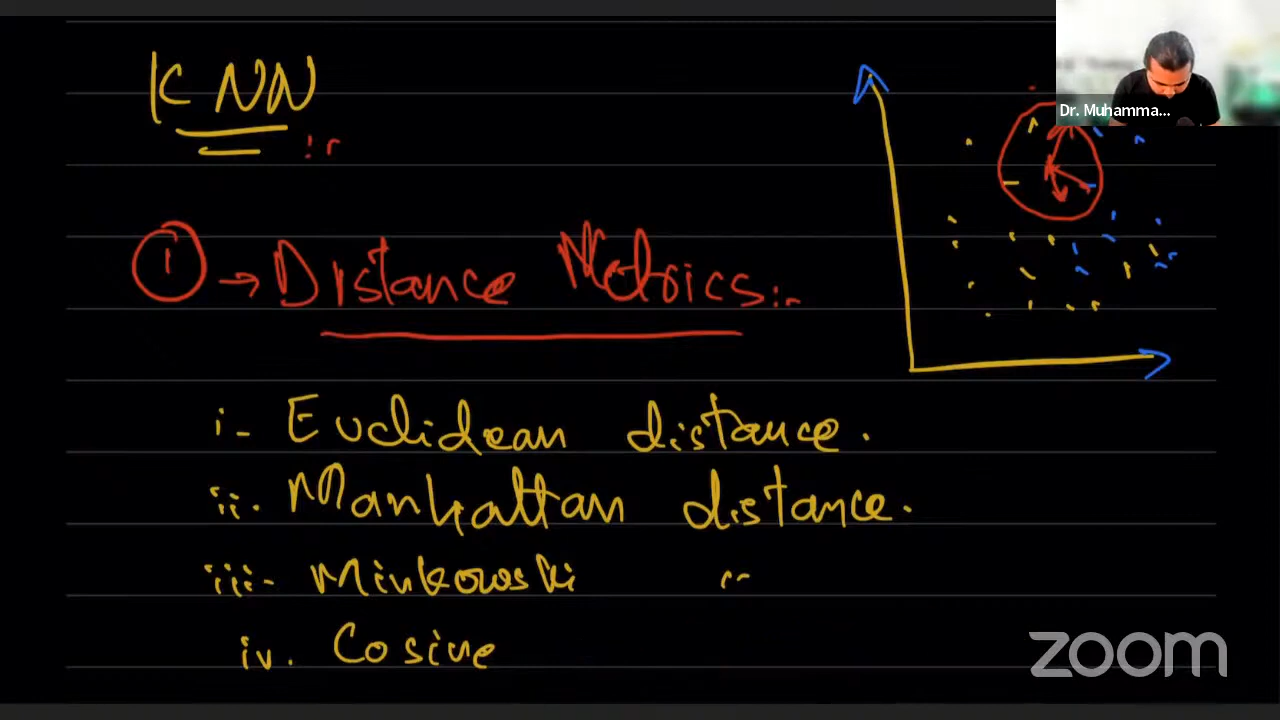 KNN :-
Dr. Muhamma...
① → Distance Metrics:-
i- Euclidean distance.
ii. Manhattan distance.
iii- Minkowski "
iv. Cosine
zoom